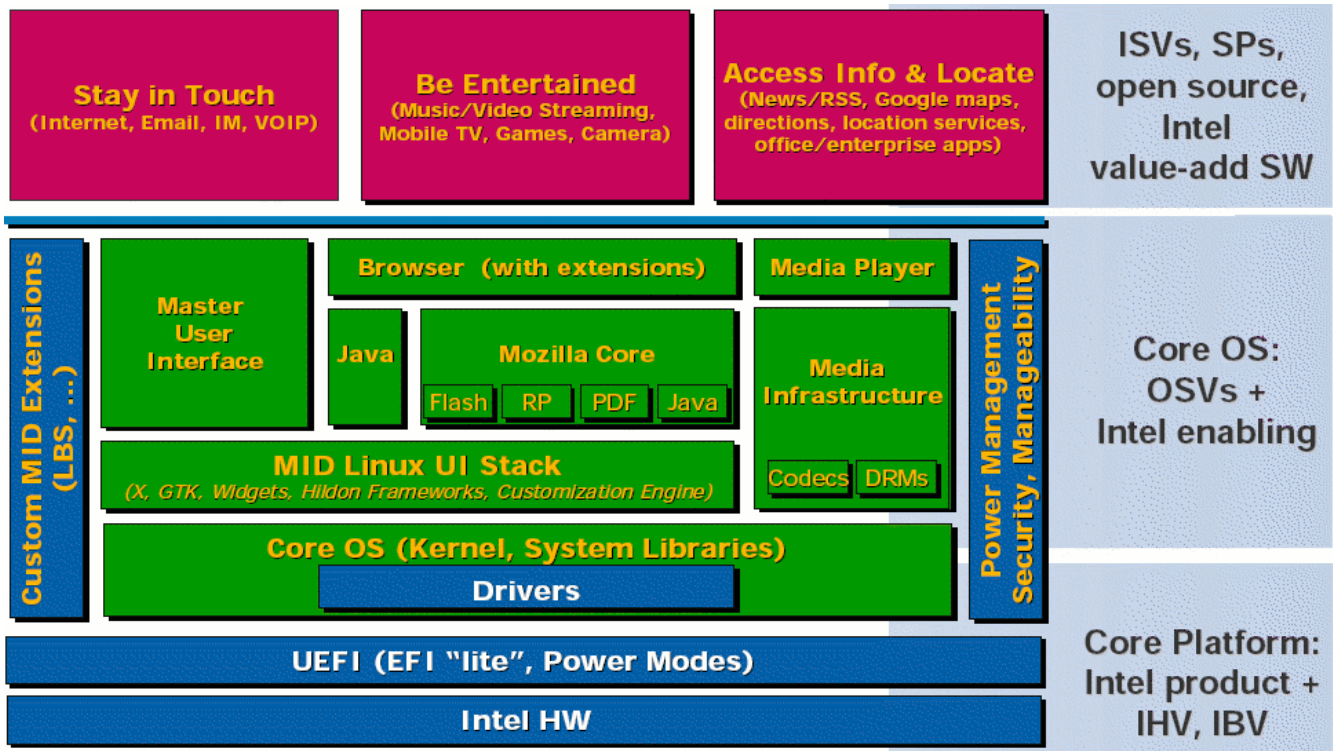 Stay in Touch
(Internet, Email, IM, VOIP)
Be Entertained
(Music/Video Streaming,
Mobile TV, Games, Camera)
Access Info & Locate
(News/RSS, Google maps,
directions, location services,
office/enterprise apps)
ISVs, SPs,
open source,
Intel
value-add SW
Custom MID Extensions
(LBS, ...)
Master
User
Interface
Browser (with extensions)
Media Player
Java
Mozilla Core
Flash
RP
PDF
Java
Media
Infrastructure
Codecs
DRMs
MID Linux UI Stack
(X, GTK, Widgets, Hildon Frameworks, Customization Engine)
Core OS (Kernel, System Libraries)
Drivers
Power Management
Security, Manageability
Core OS:
OSVs +
Intel enabling
UEFI (EFI “lite”, Power Modes)
Intel HW
Core Platform:
Intel product +
IHV, IBV